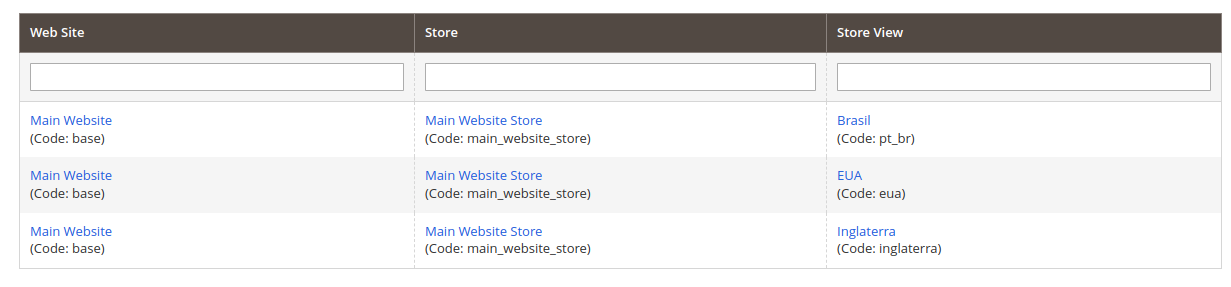 Web Site Store Store View
Main Website Main Website Store Brasil
(Code: base) (Code: main_website_store) (Code: pt_br)
Main Website Main Website Store EUA
(Code: base) (Code: main_website_store) (Code: eua)
Main Website Main Website Store Inglaterra
(Code: base) (Code: main_website_store) (Code: inglaterra)